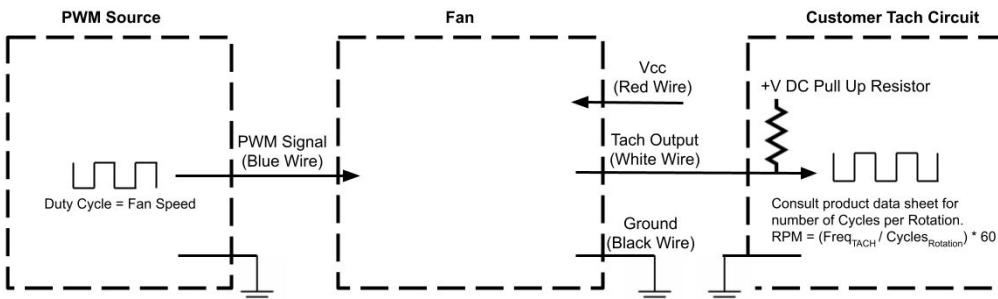 PWM Source
Fan
Customer Tach Circuit
Vcc
(Red Wire)
+V DC Pull Up Resistor
PWM Signal
(Blue Wire)
Tach Output
(White Wire)
Duty Cycle = Fan Speed
Consult product data sheet for
number of Cycles per Rotation.
RPM = (FreqTACH / CyclesRotation) * 60
Ground
(Black Wire)